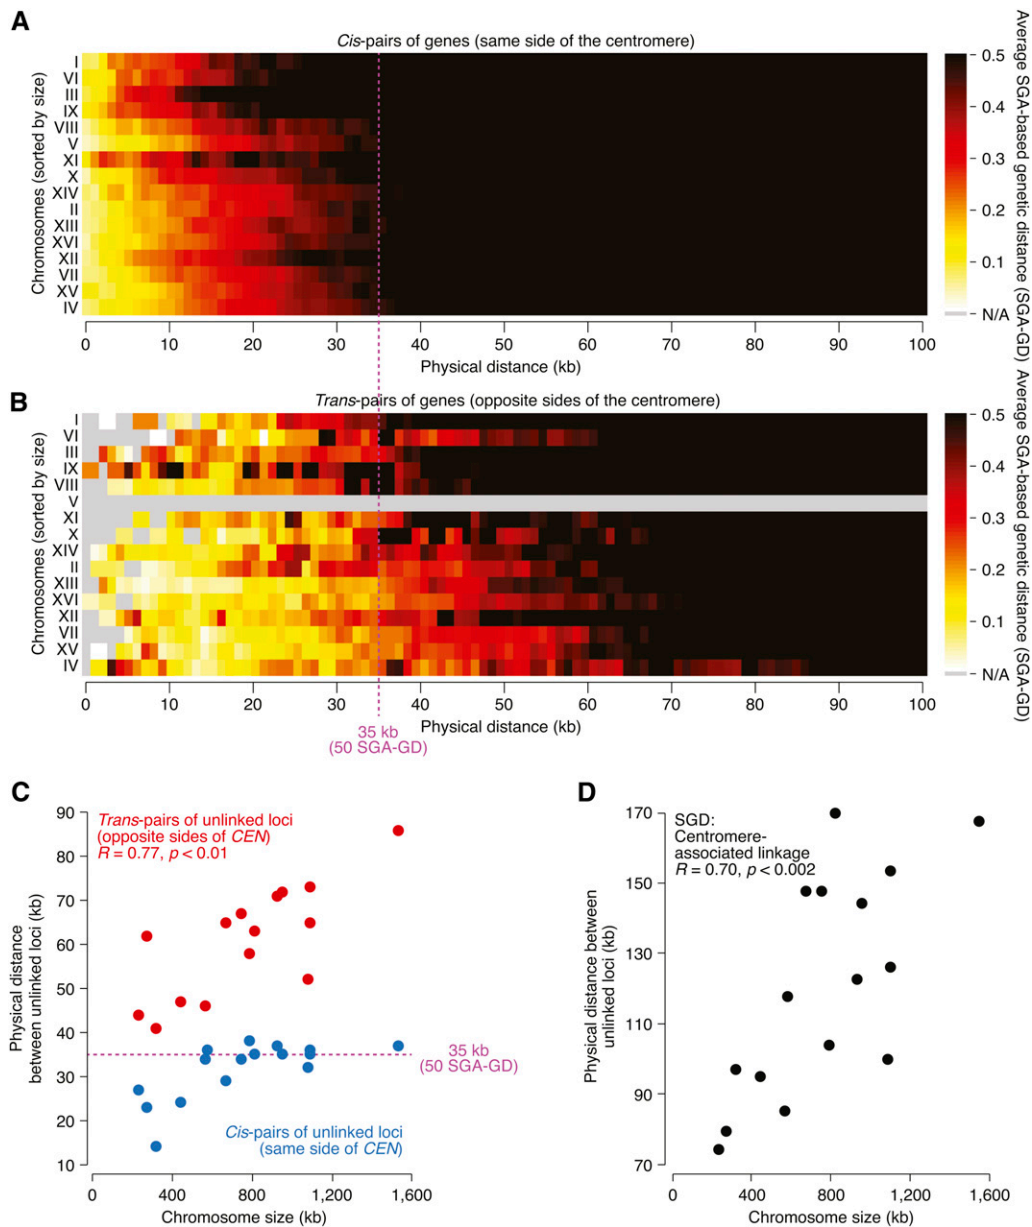 A
Cis-pairs of genes (same side of the centromere)
Chromosomes (sorted by size)
I
VI
III
IX
VIII
V
XI
X
XIV
II
XIII
XVI
XII
VII
XV
IV
0 10 20 30 40 50 60 70 80 90 100
Physical distance (kb)
0.5
0.4
0.3
0.2
0.1
N/A
Average SGA-based genetic distance (SGA-GD)
B
Trans-pairs of genes (opposite sides of the centromere)
Chromosomes (sorted by size)
I
VI
III
IX
VIII
V
XI
X
XIV
II
XIII
XVI
XII
VII
XV
IV
0 10 20 30 40 50 60 70 80 90 100
Physical distance (kb)
35 kb
(50 SGA-GD)
0.5
0.4
0.3
0.2
0.1
N/A
Average SGA-based genetic distance (SGA-GD)
C
Trans-pairs of unlinked loci
(opposite sides of CEN)
R = 0.77, p < 0.01
Physical distance
between unlinked loci (kb)
90
80
70
60
50
40
30
20
10
35 kb
(50 SGA-GD)
Cis-pairs of unlinked loci
(same side of CEN)
0 400 800 1,200 1,600
Chromosome size (kb)
D
SGD:
Centromere-
associated linkage
R = 0.70, p < 0.002
Physical distance between
unlinked loci (kb)
170
150
130
110
90
70
0 400 800 1,200 1,600
Chromosome size (kb)